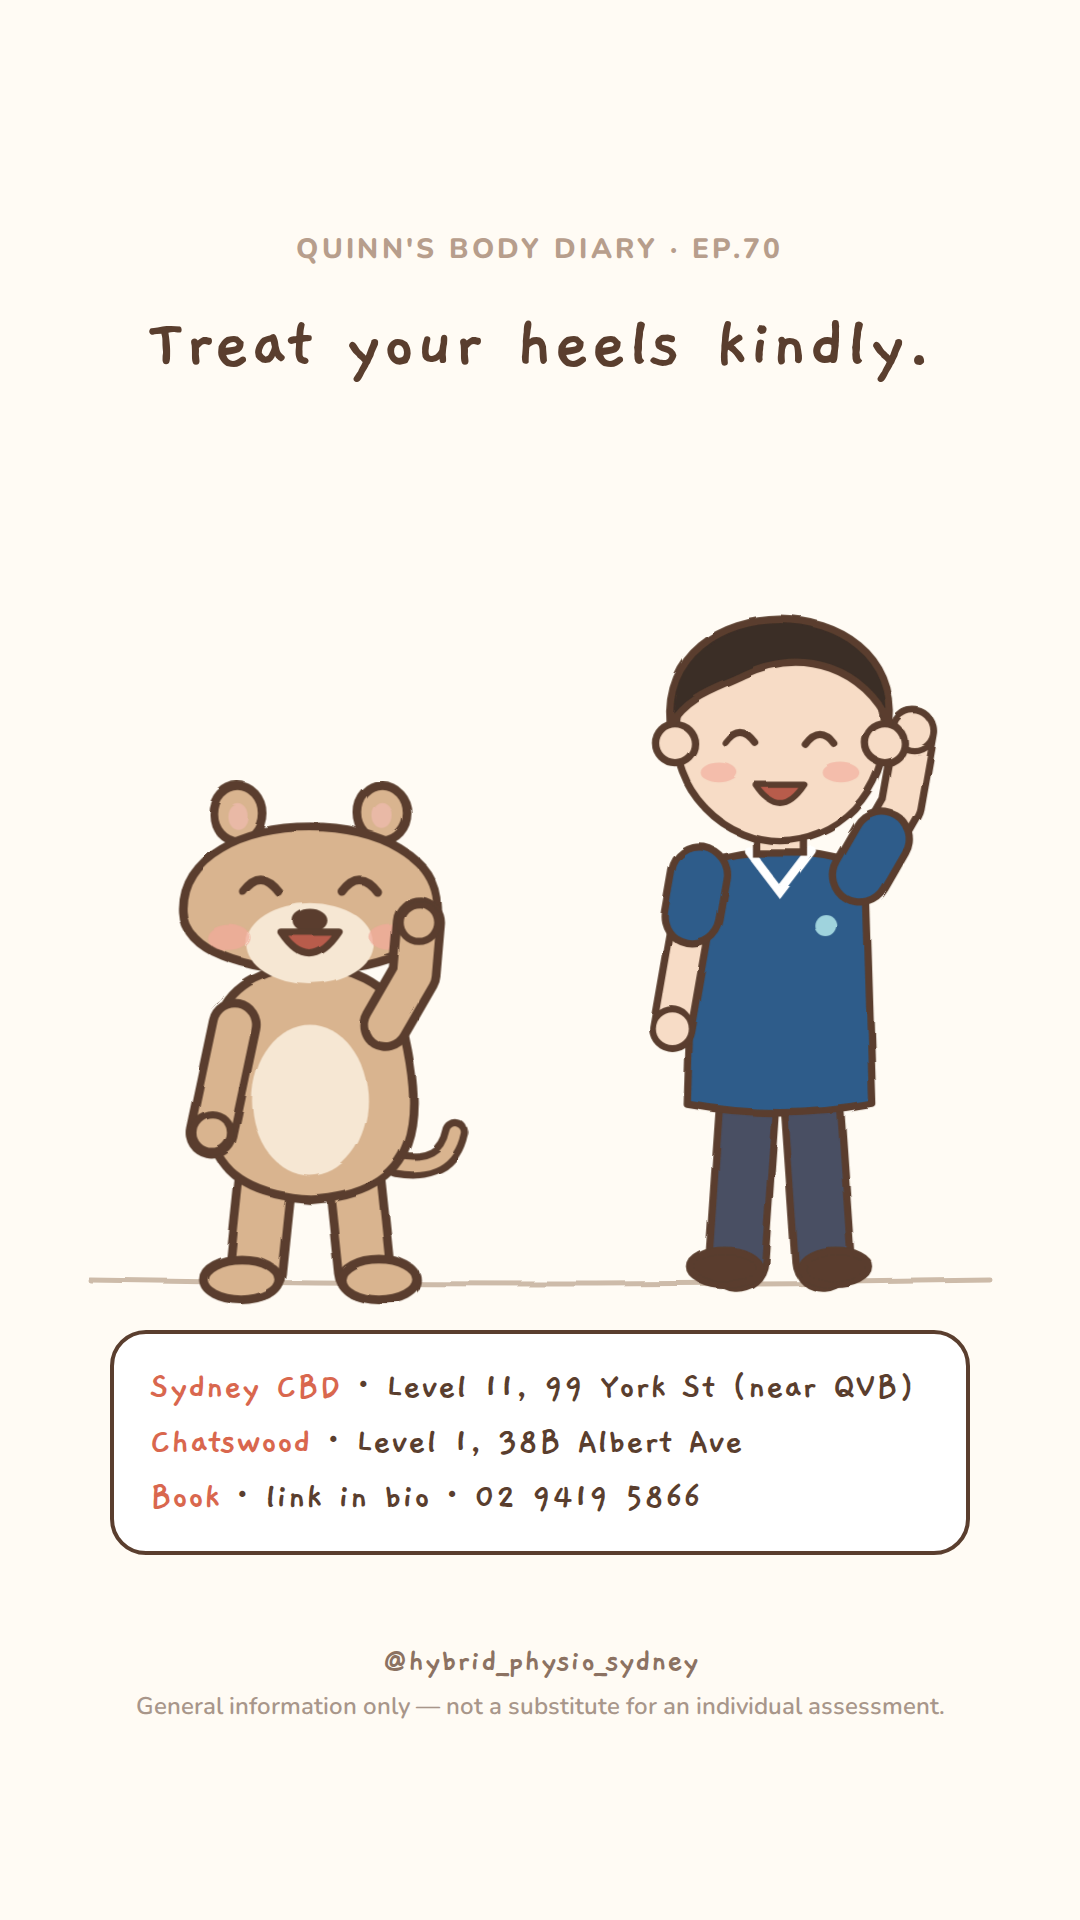 QUINN'S BODY DIARY · EP.70
Treat your heels kindly.
Sydney CBD · Level 11, 99 York St (near QVB)
Chatswood · Level 1, 38B Albert Ave
Book · link in bio · 02 9419 5866
@hybrid_physio_sydney
General information only — not a substitute for an individual assessment.